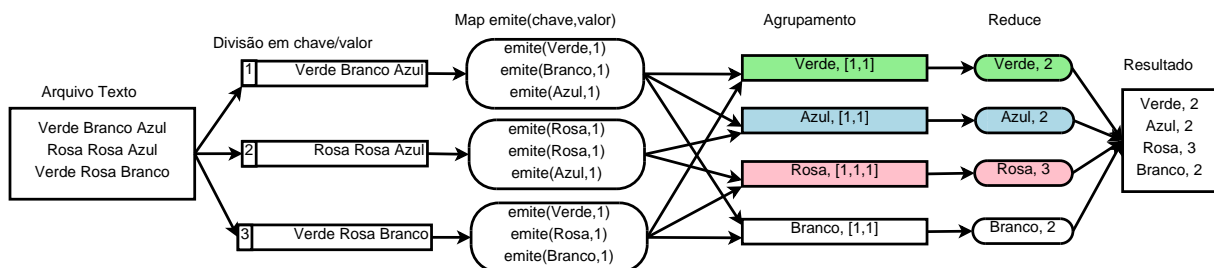 Arquivo Texto
Verde Branco Azul
Rosa Rosa Azul
Verde Rosa Branco
Divisão em chave/valor
1 Verde Branco Azul
2 Rosa Rosa Azul
3 Verde Rosa Branco
Map emite(chave,valor)
emite(Verde,1)
emite(Branco,1)
emite(Azul,1)
emite(Rosa,1)
emite(Rosa,1)
emite(Azul,1)
emite(Verde,1)
emite(Rosa,1)
emite(Branco,1)
Agrupamento
Verde, [1,1]
Azul, [1,1]
Rosa, [1,1,1]
Branco, [1,1]
Reduce
Verde, 2
Azul, 2
Rosa, 3
Branco, 2
Resultado
Verde, 2
Azul, 2
Rosa, 3
Branco, 2